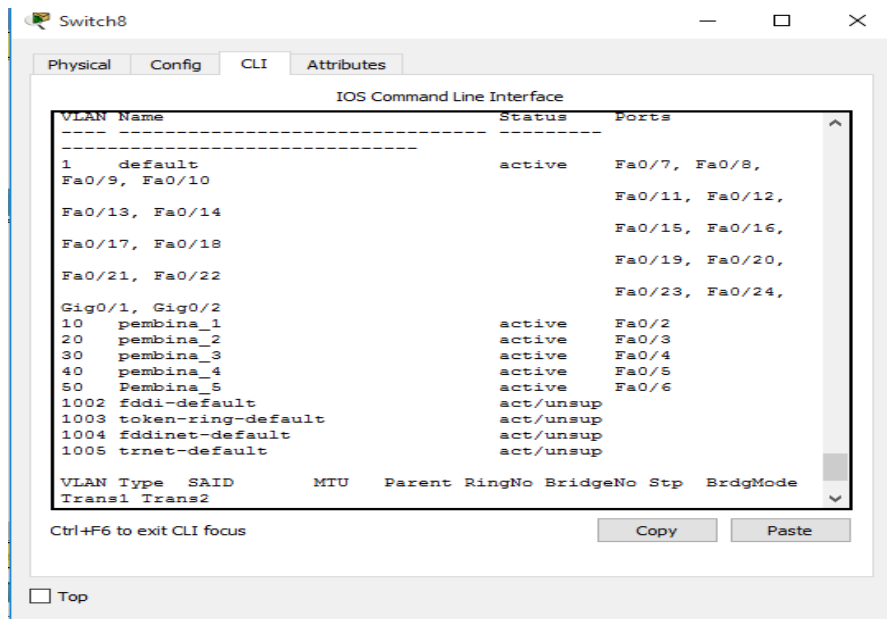 Switch8
Physical Config CLI Attributes
IOS Command Line Interface
VLAN Name Status Ports
---- -------------------------------- ---------
-------------------------------
1 default active Fa0/7, Fa0/8,
Fa0/9, Fa0/10
Fa0/11, Fa0/12,
Fa0/13, Fa0/14
Fa0/15, Fa0/16,
Fa0/17, Fa0/18
Fa0/19, Fa0/20,
Fa0/21, Fa0/22
Fa0/23, Fa0/24,
Gig0/1, Gig0/2
10 pembina_1 active Fa0/2
20 pembina_2 active Fa0/3
30 pembina_3 active Fa0/4
40 pembina_4 active Fa0/5
50 Pembina_5 active Fa0/6
1002 fddi-default act/unsup
1003 token-ring-default act/unsup
1004 fddinet-default act/unsup
1005 trnet-default act/unsup
VLAN Type SAID MTU Parent RingNo BridgeNo Stp BrdgMode
Trans1 Trans2
Ctrl+F6 to exit CLI focus
Copy Paste
Top